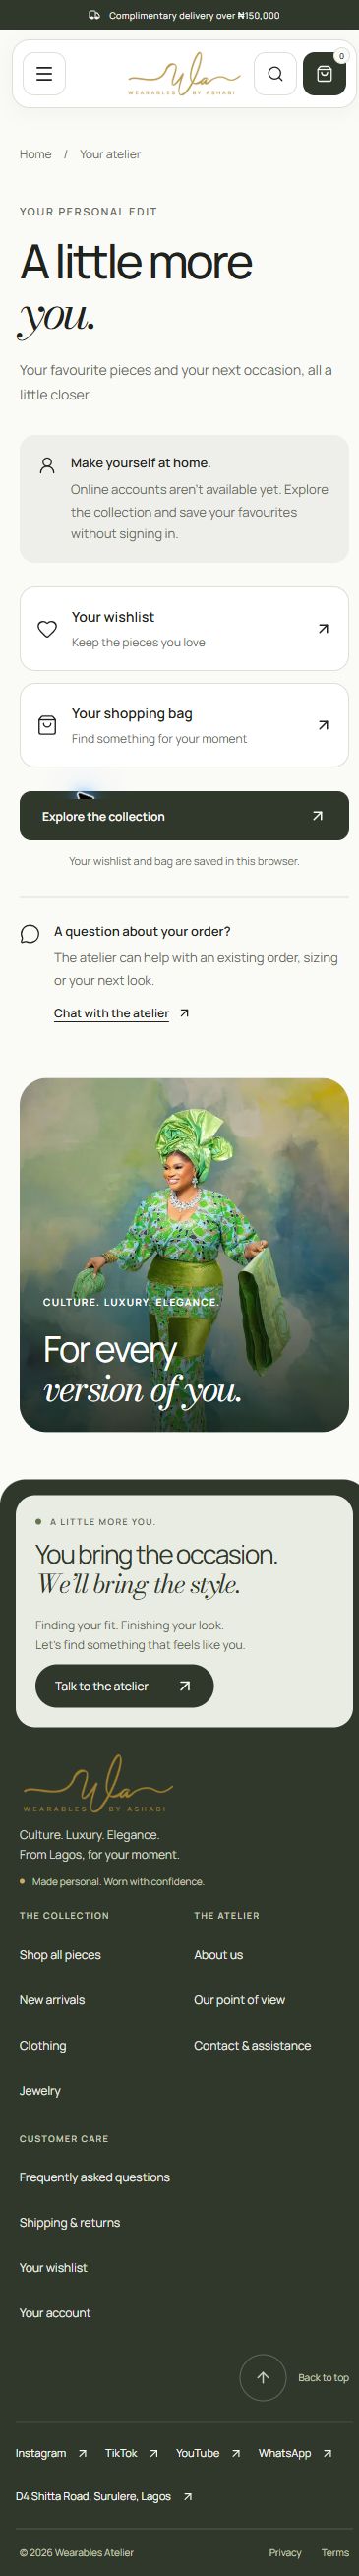 Complimentary delivery over ₦150,000
Wla
WEARABLES BY ASHABI
0
Home / Your atelier
YOUR PERSONAL EDIT
A little more
you.
Your favourite pieces and your next occasion, all a
little closer.
Make yourself at home.
Online accounts aren't available yet. Explore
the collection and save your favourites
without signing in.
Your wishlist
Keep the pieces you love
Your shopping bag
Find something for your moment
Explore the collection
Your wishlist and bag are saved in this browser.
A question about your order?
The atelier can help with an existing order, sizing
or your next look.
Chat with the atelier
CULTURE. LUXURY. ELEGANCE.
For every
version of you.
A LITTLE MORE YOU.
You bring the occasion.
We'll bring the style.
Finding your fit. Finishing your look.
Let's find something that feels like you.
Talk to the atelier
Wla
WEARABLES BY ASHABI
Culture. Luxury. Elegance.
From Lagos, for your moment.
Made personal. Worn with confidence.
THE COLLECTION
Shop all pieces
New arrivals
Clothing
Jewelry
THE ATELIER
About us
Our point of view
Contact & assistance
CUSTOMER CARE
Frequently asked questions
Shipping & returns
Your wishlist
Your account
Back to top
Instagram TikTok YouTube WhatsApp
D4 Shitta Road, Surulere, Lagos
© 2026 Wearables Atelier Privacy Terms